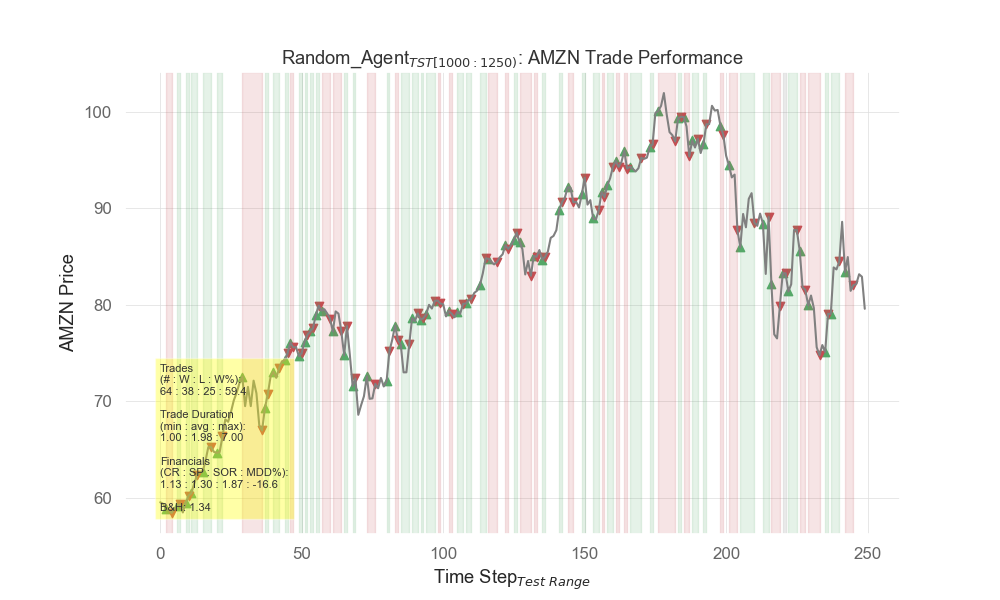 Random_Agent TST[1000:1250): AMZN Trade Performance
AMZN Price
100
90
80
70
60
Trades
(# : W : L : W%):
64 : 38 : 25 : 59.4
Trade Duration
(min : avg : max):
1.00 : 1.98 : 7.00
Financials
(CR : SP : SOR : MDD%):
1.13 : 1.30 : 1.87 : -16.6
B&H: 1.34
0 50 100 150 200 250
Time Step Test Range